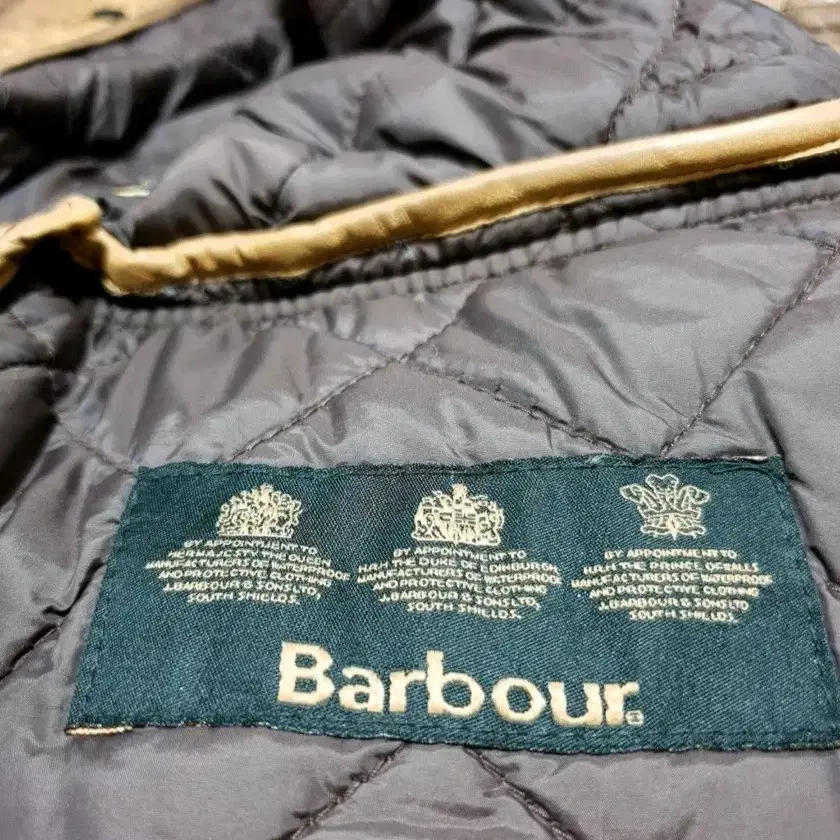 BY APPOINTMENT TO
HER MAJESTY THE QUEEN
MANUFACTURERS OF WATERPROOF
AND PROTECTIVE CLOTHING
J.BARBOUR & SONS LTD,
SOUTH SHIELDS.
BY APPOINTMENT TO
H.R.H. THE DUKE OF EDINBURGH
MANUFACTURERS OF WATERPROOF
AND PROTECTIVE CLOTHING
J.BARBOUR & SONS LTD,
SOUTH SHIELDS.
BY APPOINTMENT TO
H.R.H. THE PRINCE OF WALES
MANUFACTURERS OF WATERPROOF
AND PROTECTIVE CLOTHING
J.BARBOUR & SONS LTD
SOUTH SHIELDS.
Barbour